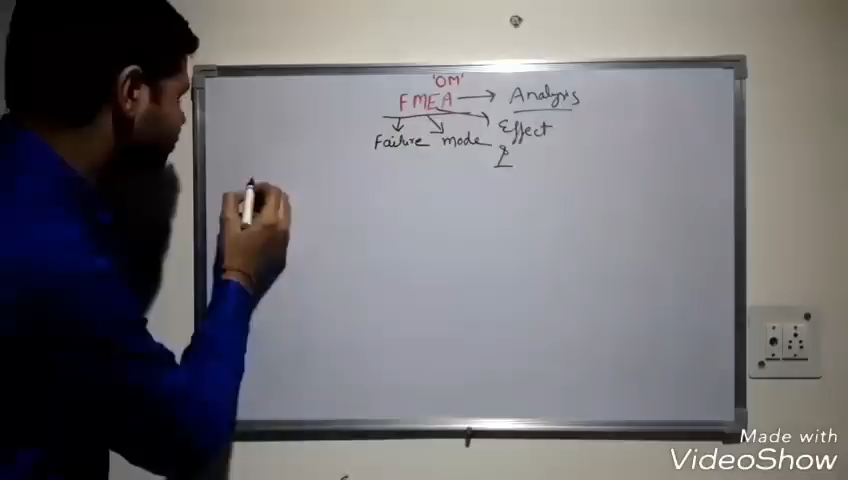 'OM'
FMEA → Analysis
Effect
Failure mode
&
Made with
VideoShow